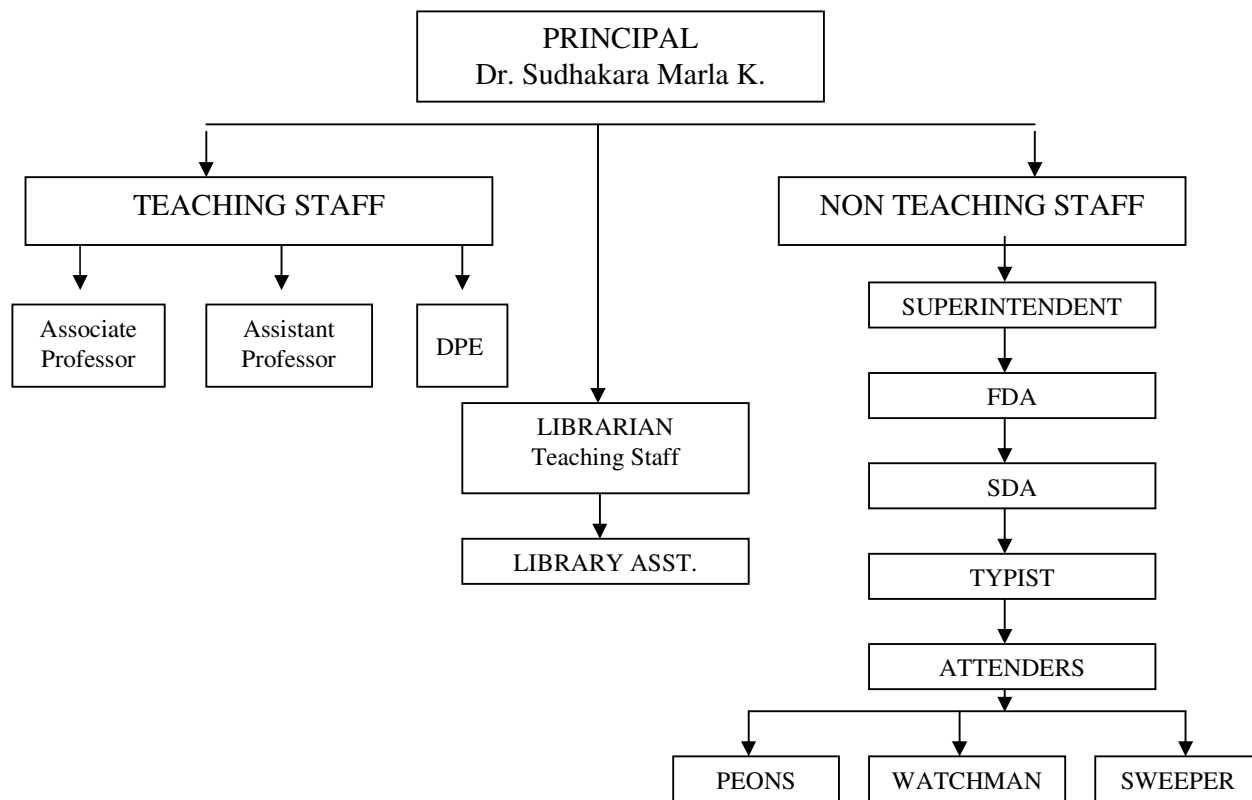 PRINCIPAL
Dr. Sudhakara Marla K.
TEACHING STAFF
NON TEACHING STAFF
Associate
Professor
Assistant
Professor
DPE
LIBRARIAN
Teaching Staff
LIBRARY ASST.
SUPERINTENDENT
FDA
SDA
TYPIST
ATTENDERS
PEONS
WATCHMAN
SWEEPER